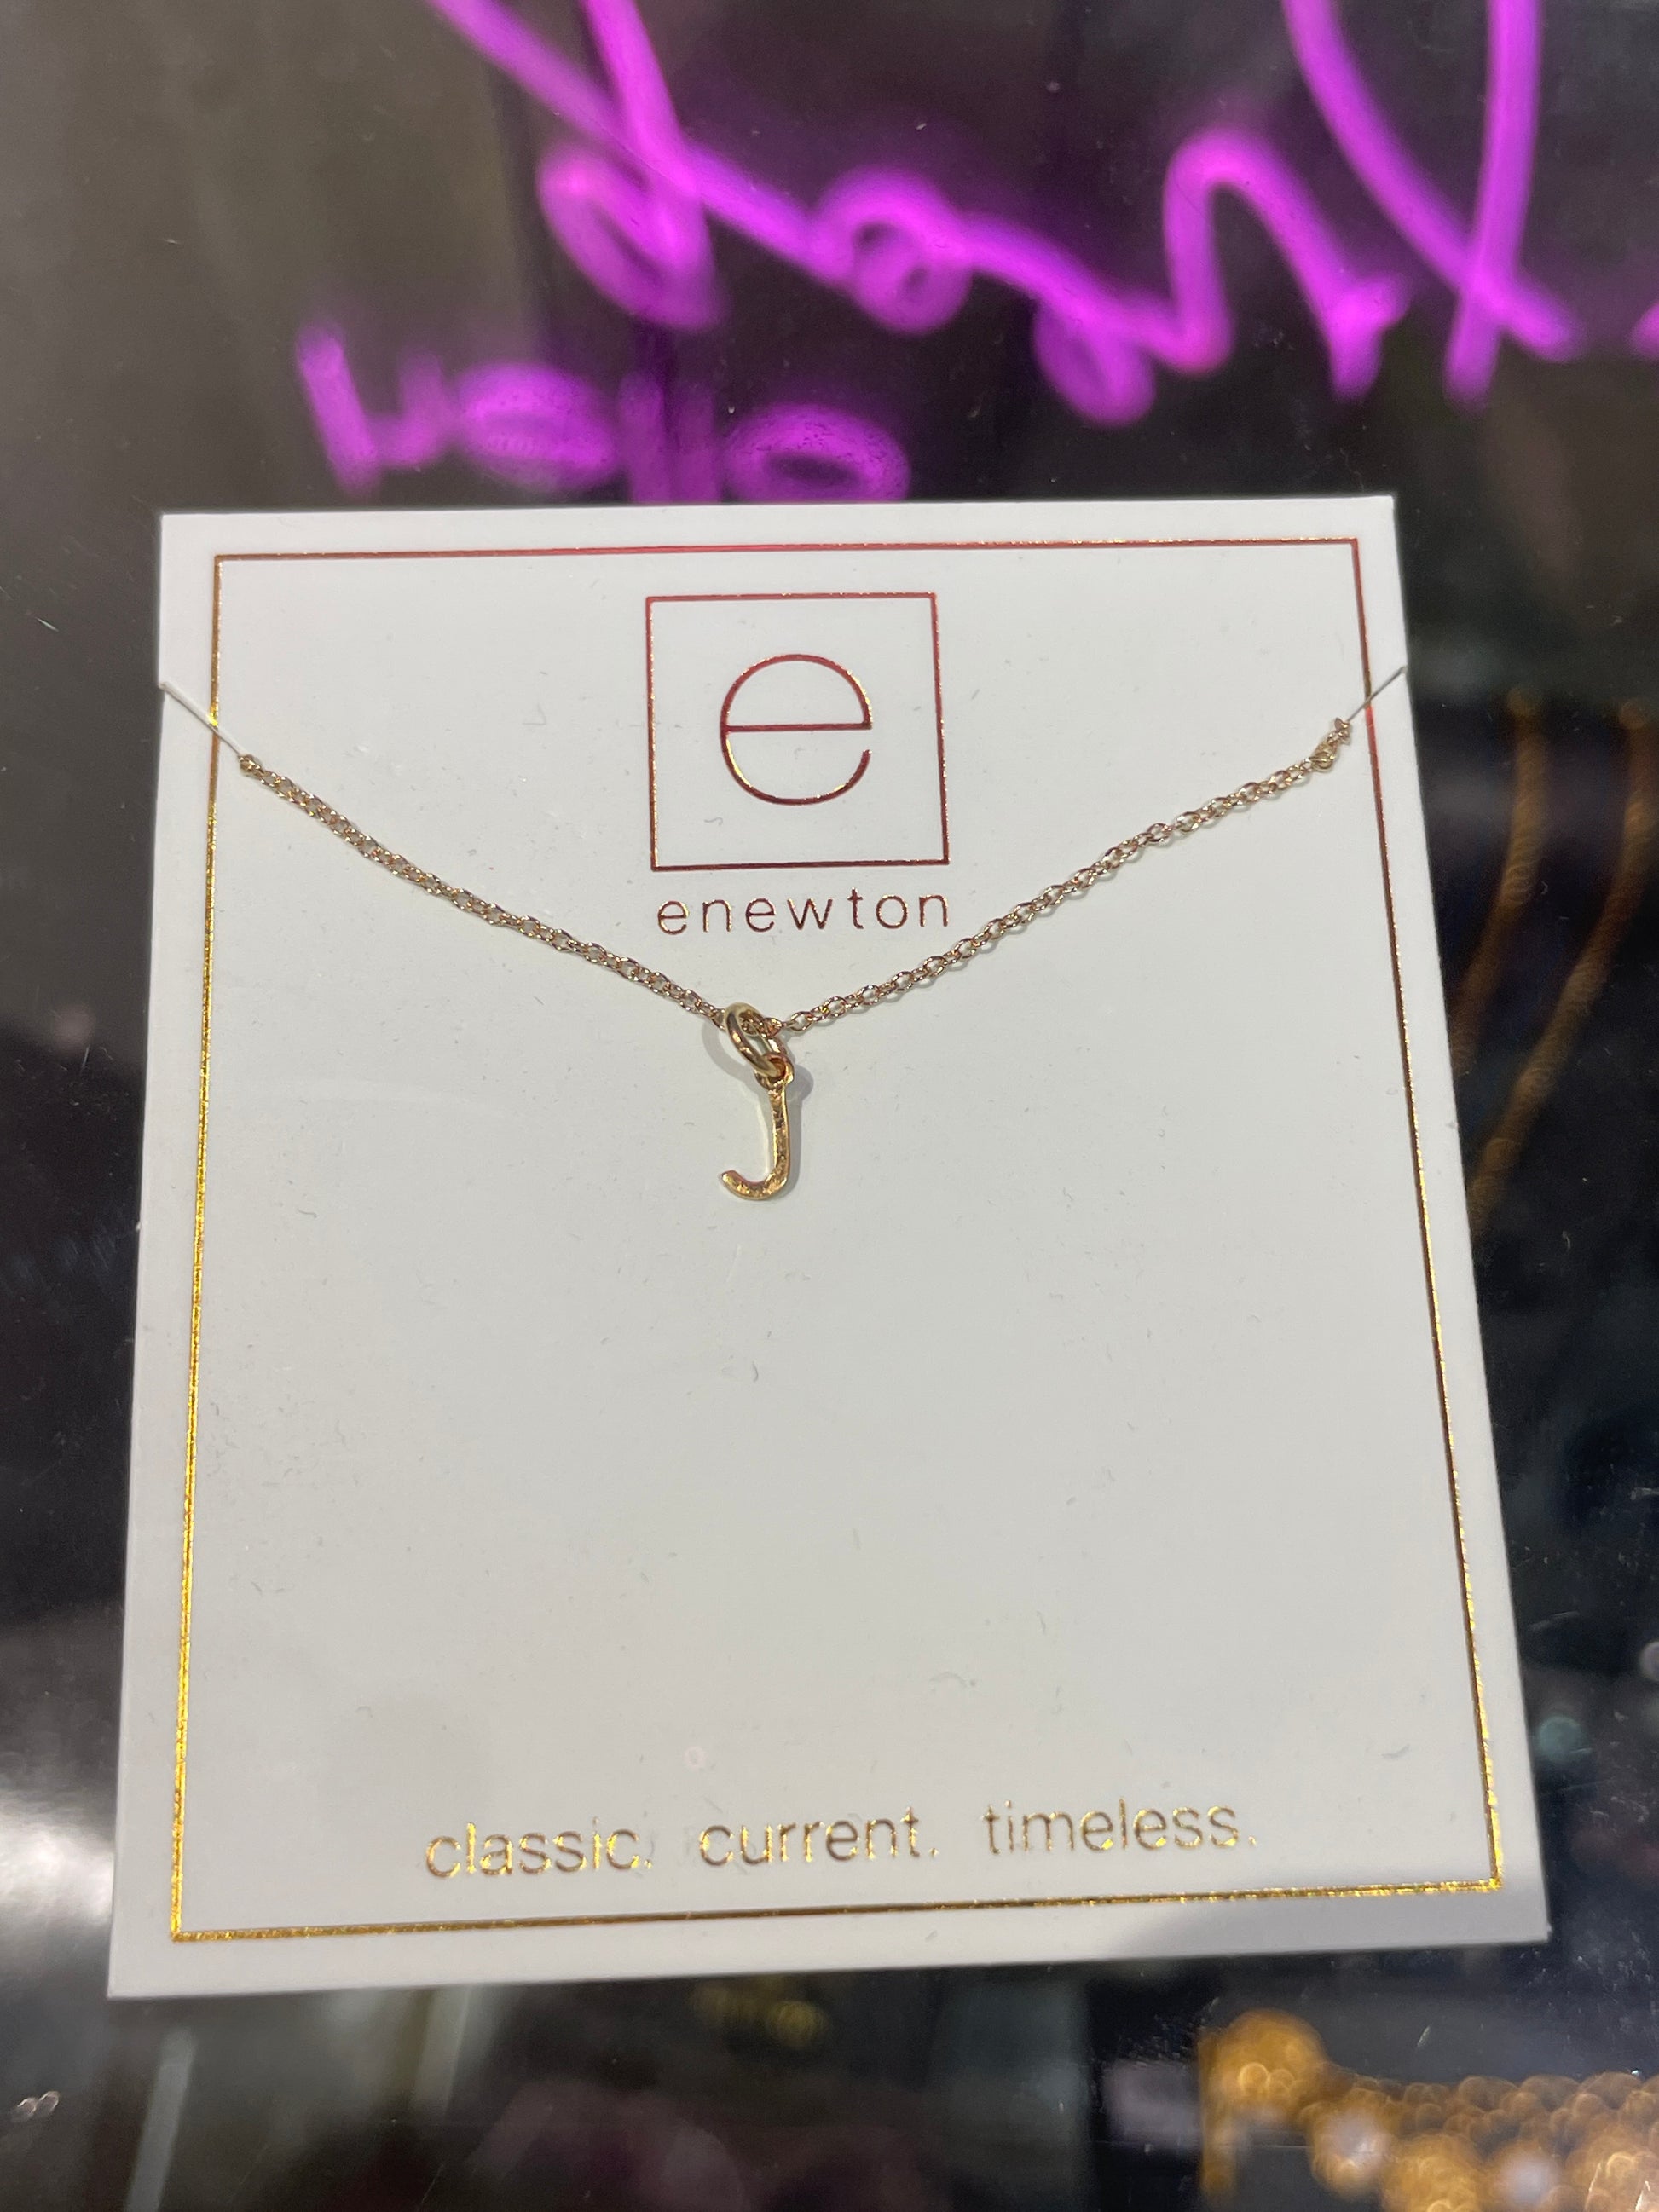 e
enewton
J
classic. current. timeless.